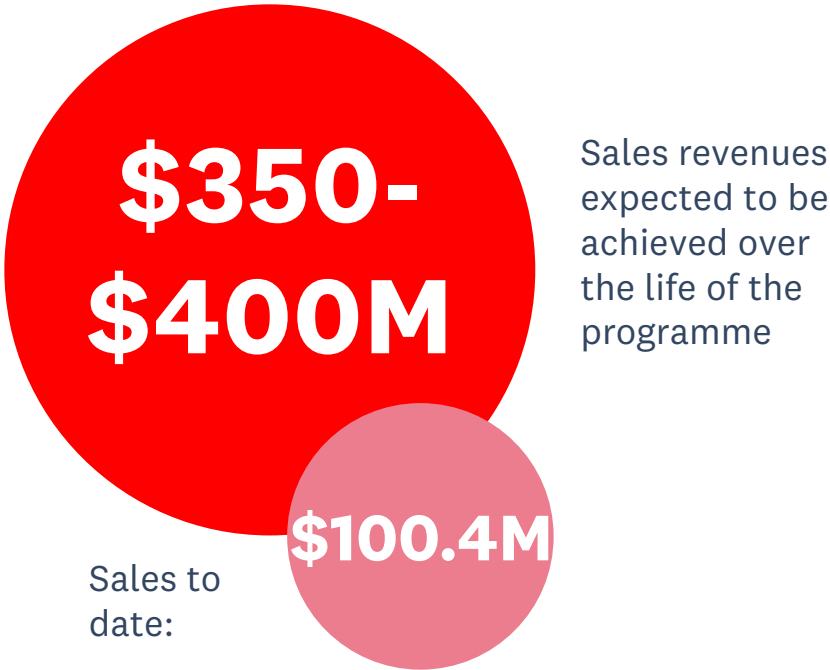 $350-
$400M
Sales revenues
expected to be
achieved over
the life of the
programme
Sales to
date:
$100.4M